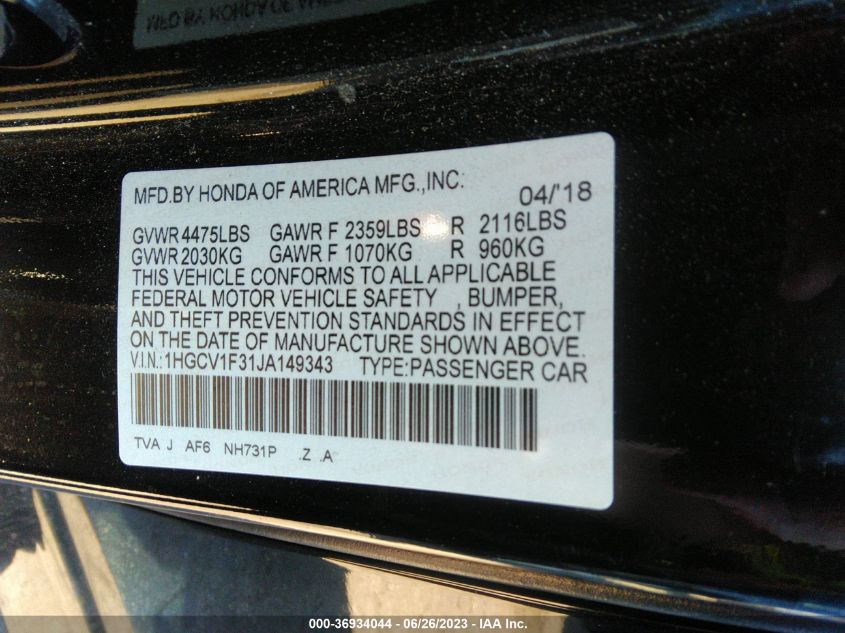 MFD.BY HONDA OF AMERICA MFG.,INC. 04/'18
GVWR 4475LBS GAWR F 2359LBS R 2116LBS
GVWR 2030KG GAWR F 1070KG R 960KG
THIS VEHICLE CONFORMS TO ALL APPLICABLE
FEDERAL MOTOR VEHICLE SAFETY , BUMPER,
AND THEFT PREVENTION STANDARDS IN EFFECT
ON THE DATE OF MANUFACTURE SHOWN ABOVE.
V.I.N.:1HGCV1F31JA149343 TYPE:PASSENGER CAR
TVA J AF6 NH731P .Z .A
000-36934044 - 06/26/2023 - IAA Inc.